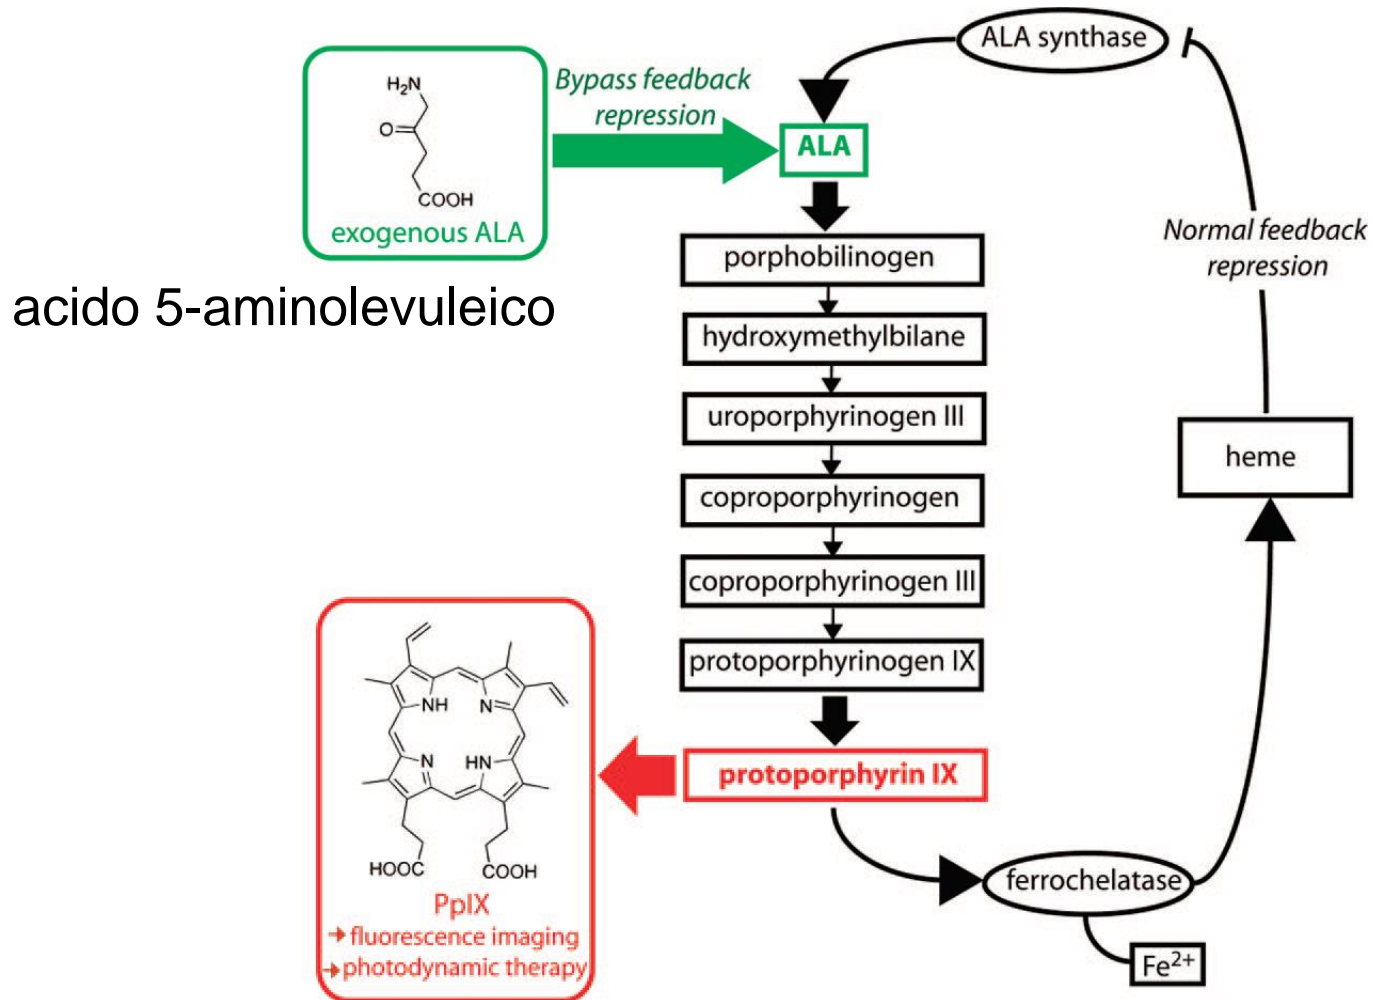 ALA synthase
H₂N
O
COOH
exogenous ALA
Bypass feedback
repression
ALA
acido 5-aminolevuleico
porphobilinogen
hydroxymethylbilane
uroporphyrinogen III
coproporphyrinogen
coproporphyrinogen III
protoporphyrinogen IX
protoporphyrin IX
Normal feedback
repression
heme
ferrochelatase
Fe²⁺
NH
N
N
HN
HOOC
COOH
PpIX
→ fluorescence imaging
→ photodynamic therapy